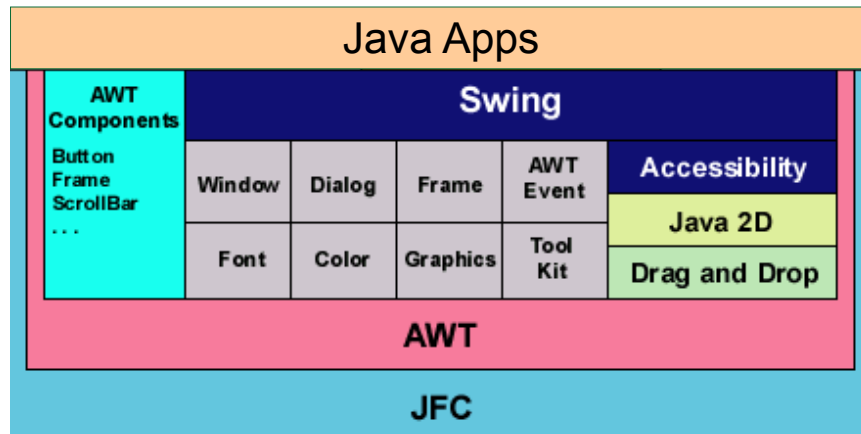 Java Apps
AWT
Components
Button
Frame
ScrollBar
. . .
Swing
Window
Dialog
Frame
AWT
Event
Accessibility
Java 2D
Font
Color
Graphics
Tool
Kit
Drag and Drop
AWT
JFC